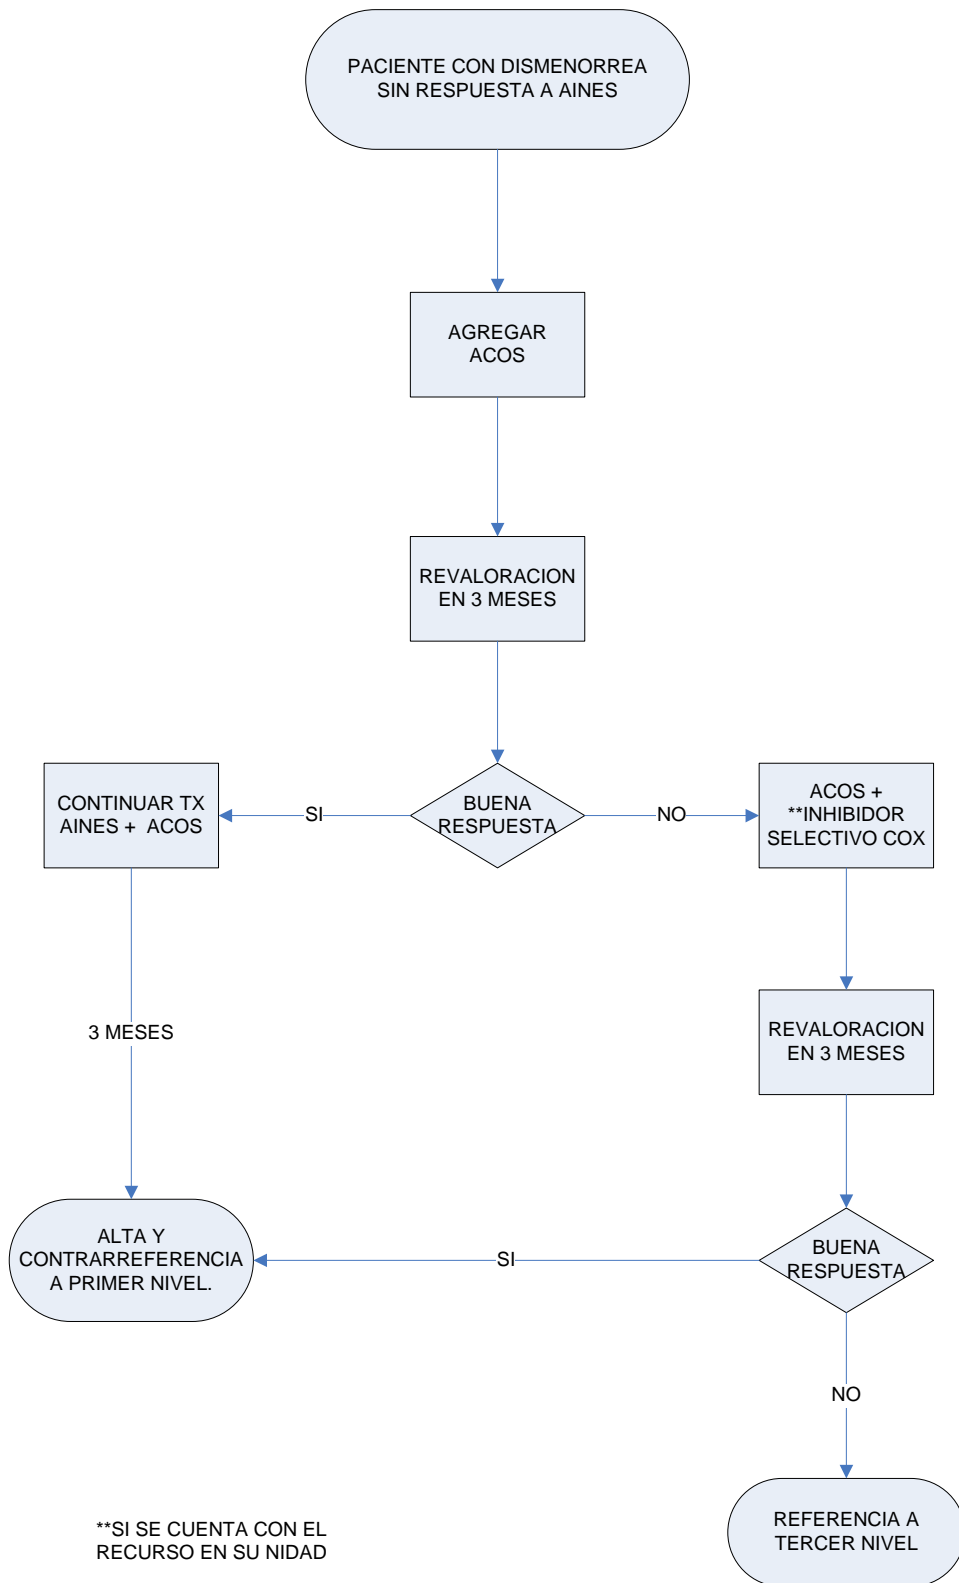 PACIENTE CON DISMENORREA
SIN RESPUESTA A AINES
AGREGAR
ACOS
REVALORACION
EN 3 MESES
BUENA
RESPUESTA
SI
NO
CONTINUAR TX
AINES + ACOS
ACOS +
**INHIBIDOR
SELECTIVO COX
3 MESES
REVALORACION
EN 3 MESES
ALTA Y
CONTRARREFERENCIA
A PRIMER NIVEL.
SI
BUENA
RESPUESTA
NO
REFERENCIA A
TERCER NIVEL
**SI SE CUENTA CON EL
RECURSO EN SU NIDAD